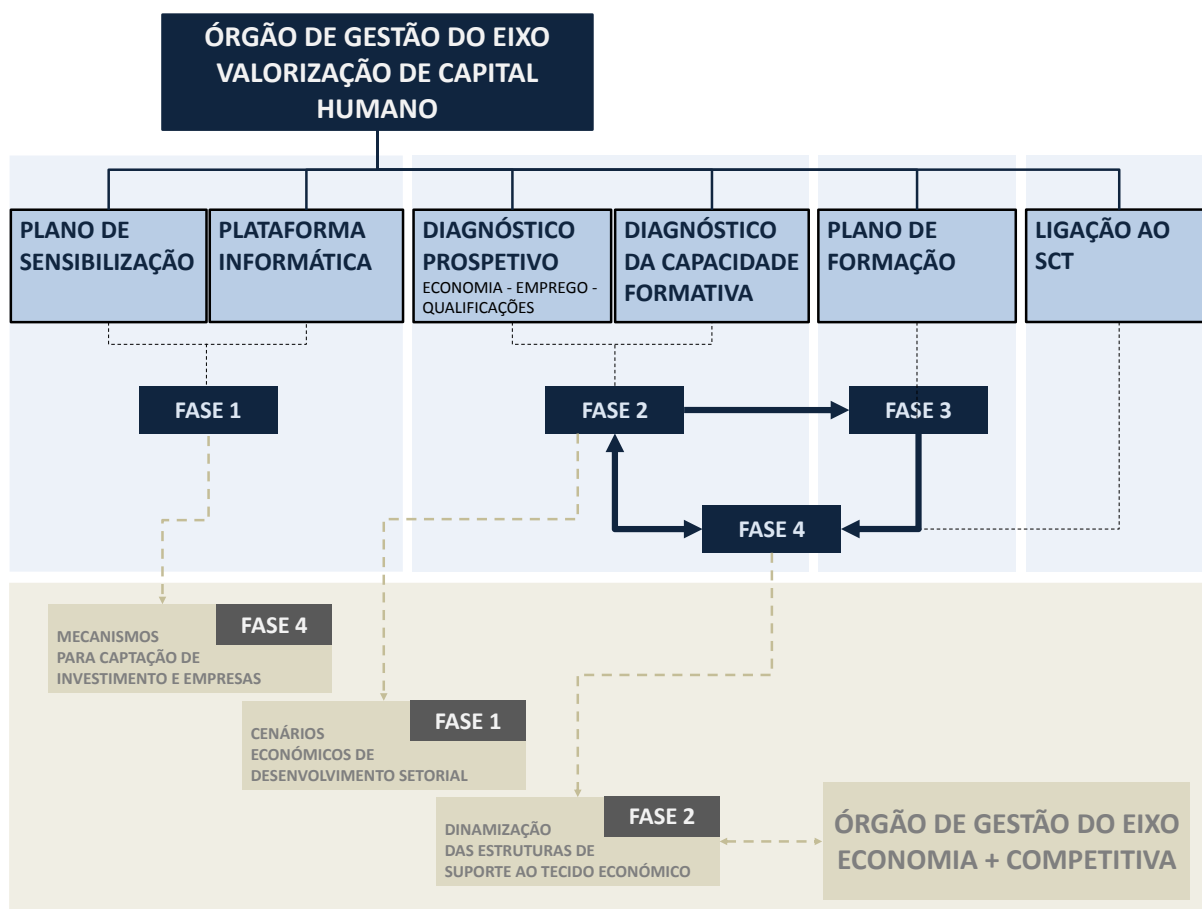 ÓRGÃO DE GESTÃO DO EIXO
VALORIZAÇÃO DE CAPITAL
HUMANO
PLANO DE
SENSIBILIZAÇÃO
PLATAFORMA
INFORMÁTICA
DIAGNÓSTICO
PROSPETIVO
ECONOMIA - EMPREGO -
QUALIFICAÇÕES
DIAGNÓSTICO
DA CAPACIDADE
FORMATIVA
PLANO DE
FORMAÇÃO
LIGAÇÃO AO
SCT
FASE 1
FASE 2
FASE 3
FASE 4
FASE 4
MECANISMOS
PARA CAPTAÇÃO DE
INVESTIMENTO E EMPRESAS
FASE 1
CENÁRIOS
ECONÓMICOS DE
DESENVOLVIMENTO SETORIAL
FASE 2
DINAMIZAÇÃO
DAS ESTRUTURAS DE
SUPORTE AO TECIDO ECONÓMICO
ÓRGÃO DE GESTÃO DO EIXO
ECONOMIA + COMPETITIVA